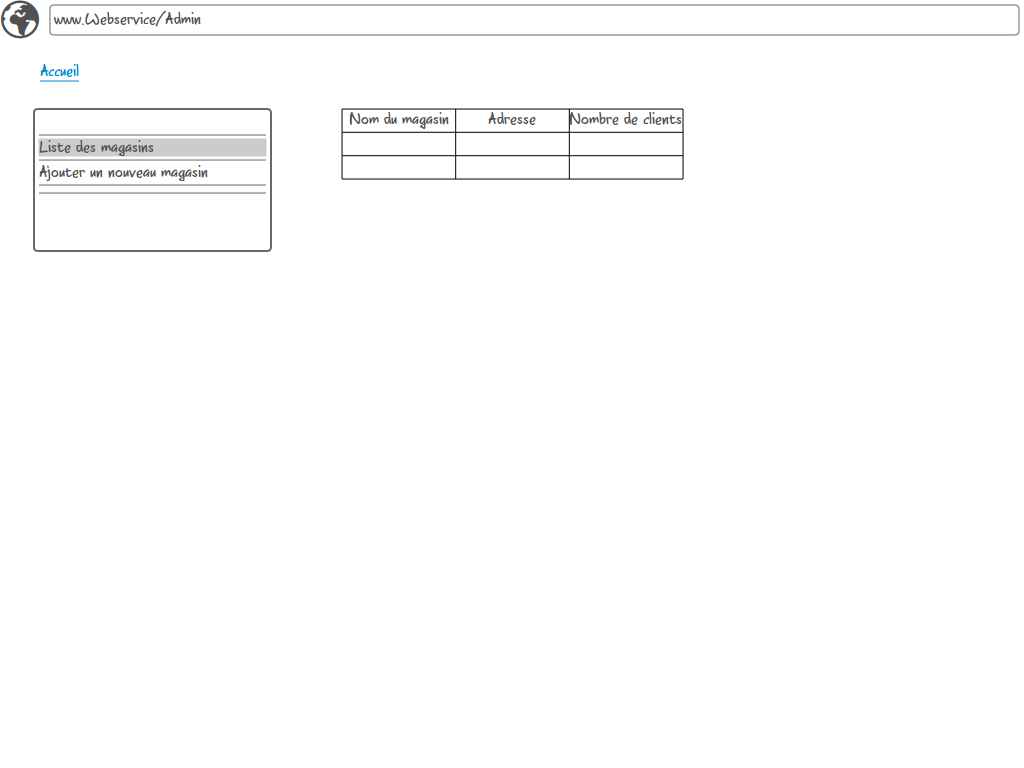 www.Webservice/Admin
Accueil
Liste des magasins
Ajouter un nouveau magasin
Nom du magasin Adresse Nombre de clients